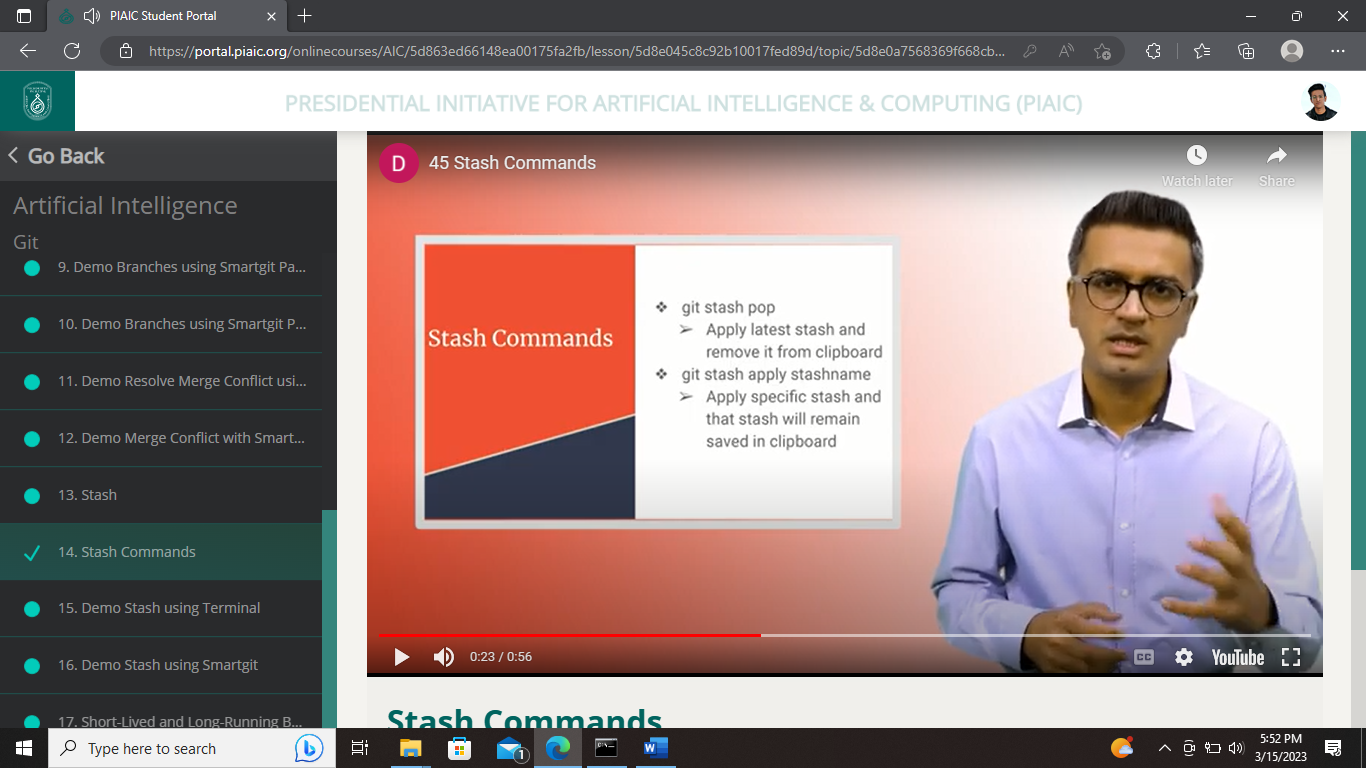 PIAIC Student Portal
https://portal.piaic.org/onlinecourses/AIC/5d863ed66148ea00175fa2fb/lesson/5d8e045c8c92b10017fed89d/topic/5d8e0a7568369f668cb...
PRESIDENTIAL INITIATIVE FOR ARTIFICIAL INTELLIGENCE & COMPUTING (PIAIC)
Go Back
Artificial Intelligence
Git
9. Demo Branches using Smartgit Pa...
10. Demo Branches using Smartgit P...
11. Demo Resolve Merge Conflict usi...
12. Demo Merge Conflict with Smart...
13. Stash
14. Stash Commands
15. Demo Stash using Terminal
16. Demo Stash using Smartgit
17. Short-Lived and Long-Running B...
D
45 Stash Commands
Watch later
Share
Stash Commands
❖ git stash pop
➢ Apply latest stash and
remove it from clipboard
❖ git stash apply stashname
➢ Apply specific stash and
that stash will remain
saved in clipboard
0:23 / 0:56
CC
YouTube
Stash Commands
Type here to search
1
5:52 PM
3/15/2023